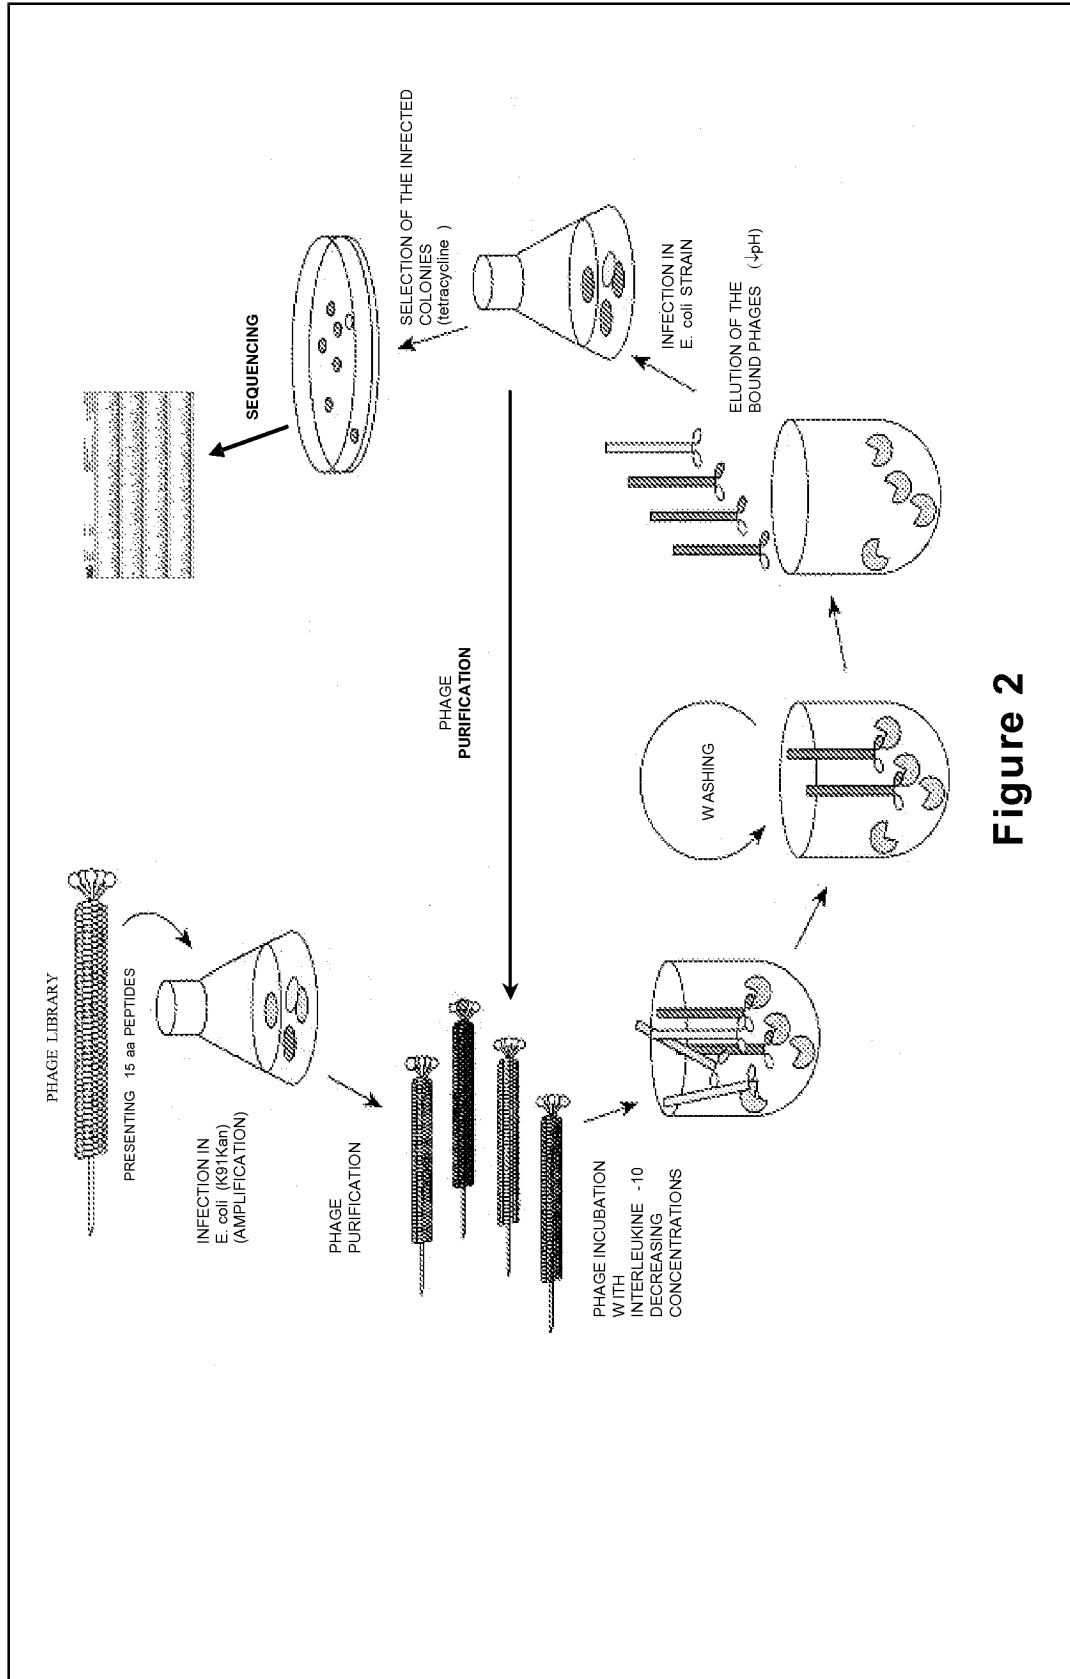 PHAGE LIBRARY
PRESENTING 15 aa PEPTIDES
INFECTION IN
E. coli (K91Kan)
(AMPLIFICATION)
PHAGE
PURIFICATION
PHAGE INCUBATION
WITH
INTERLEUKINE -10
DECREASING
CONCENTRATIONS
WASHING
ELUTION OF THE
BOUND PHAGES (↓pH)
INFECTION IN
E. coli STRAIN
PHAGE
PURIFICATION
SELECTION OF THE INFECTED
COLONIES
(tetracycline )
SEQUENCING
Figure 2